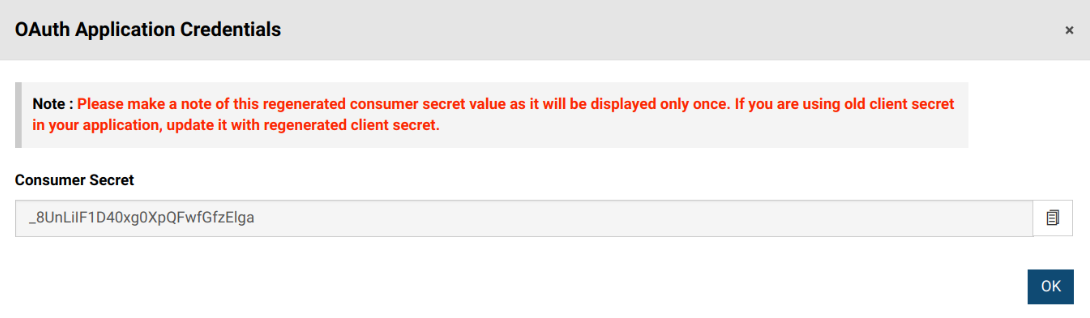 OAuth Application Credentials
×
Note : Please make a note of this regenerated consumer secret value as it will be displayed only once. If you are using old client secret
in your application, update it with regenerated client secret.
Consumer Secret
_8UnLiIF1D40xg0XpQFwfGfzElga
OK